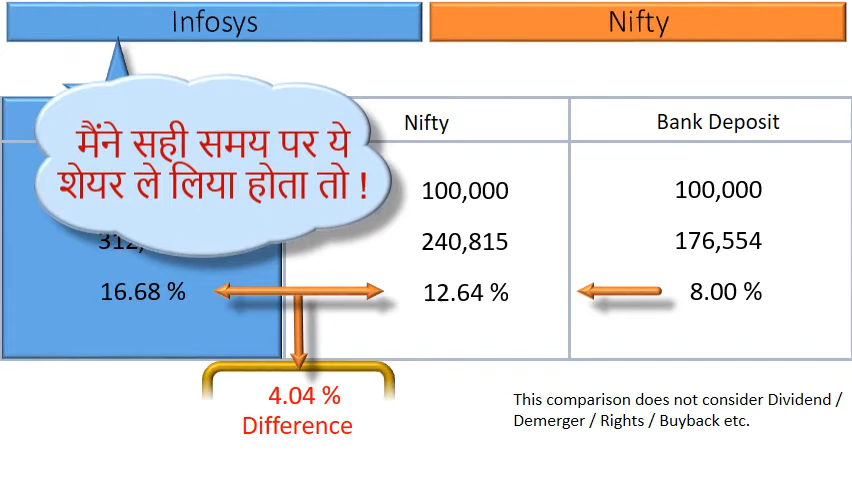 Infosys
Nifty
मैंने सही समय पर ये
शेयर ले लिया होता तो !
Nifty
Bank Deposit
100,000
100,000
312,
240,815
176,554
16.68 %
12.64 %
8.00 %
4.04 %
Difference
This comparison does not consider Dividend /
Demerger / Rights / Buyback etc.